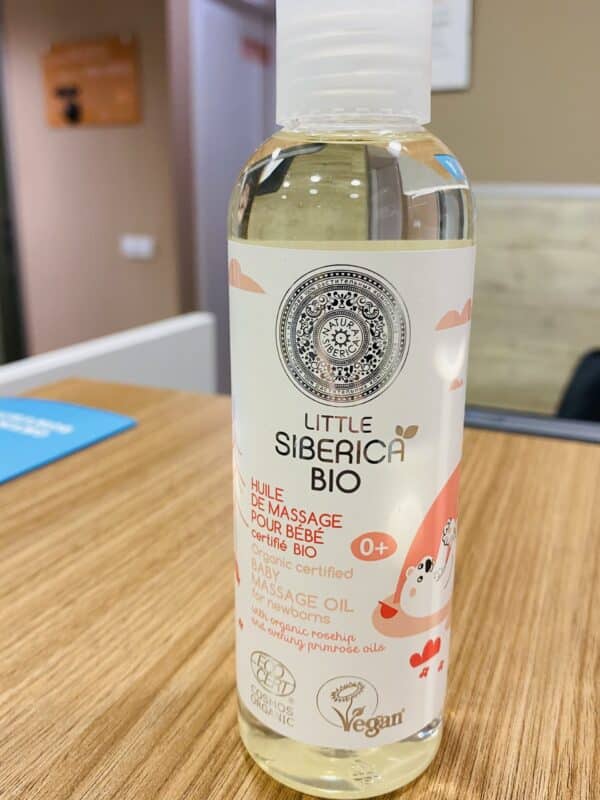 NATURA
SIBERICA
LITTLE
SIBERICA
BIO
HUILE
DE MASSAGE
POUR BÉBÉ
certifié BIO
0+
Organic certified
BABY
MASSAGE OIL
for newborns
with organic rosehip
and evening primrose oils
ECO
CERT
COSMOS
ORGANIC
Vegan